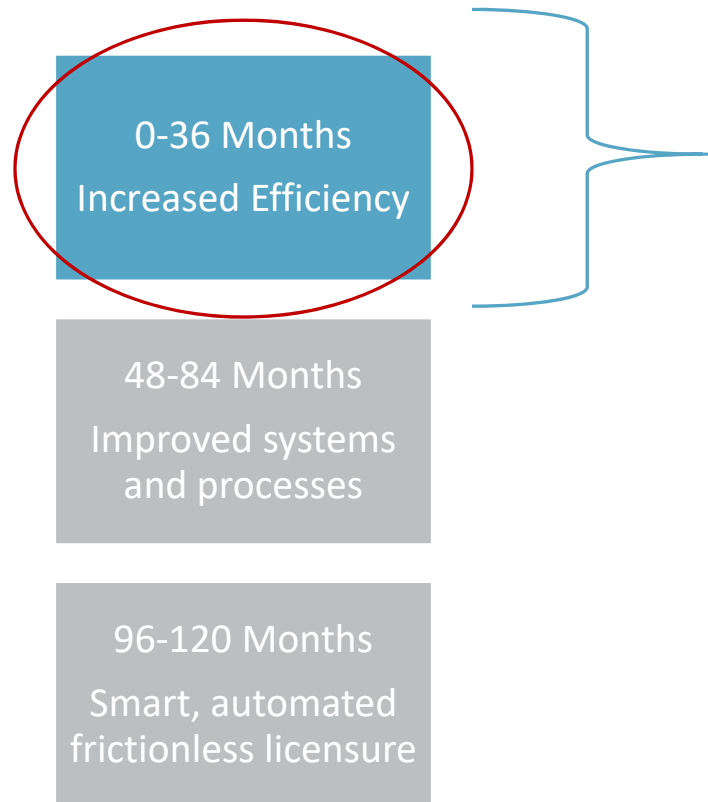 0-36 Months
Increased Efficiency
48-84 Months
Improved systems
and processes
96-120 Months
Smart, automated
frictionless licensure